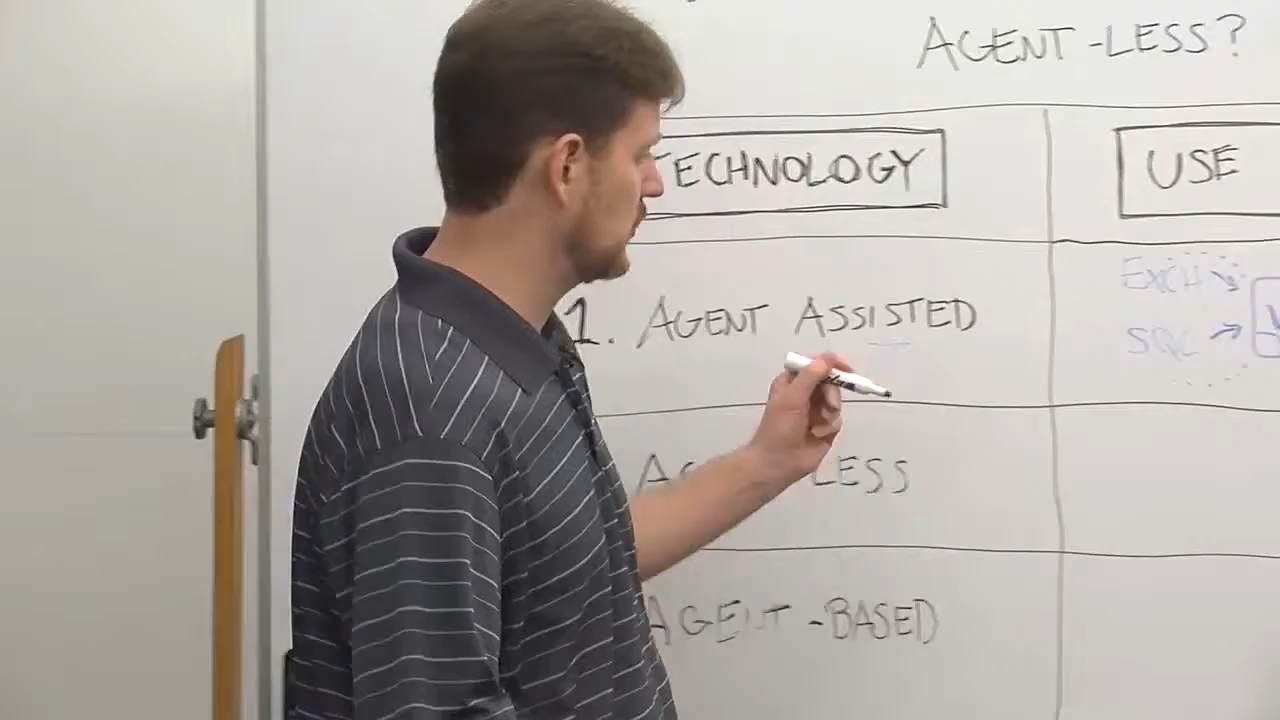 AGENT-LESS?
TECHNOLOGY
USE
1. AGENT ASSISTED
EXCH
SQL
LESS
AGENT-BASED